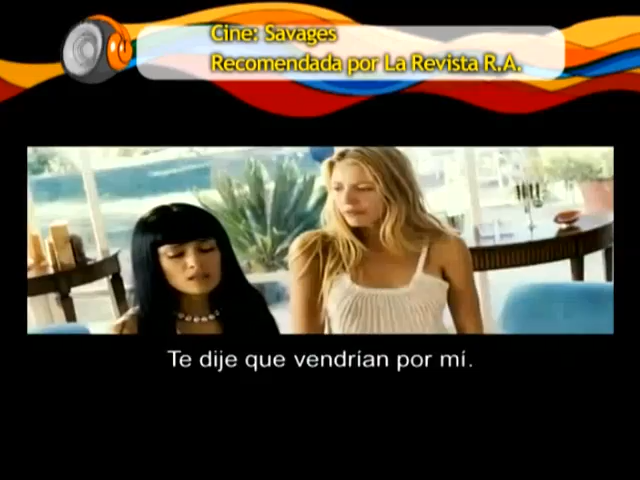 Cine: Savages
Recomendada por La Revista R.A.
Te dije que vendrían por mí.